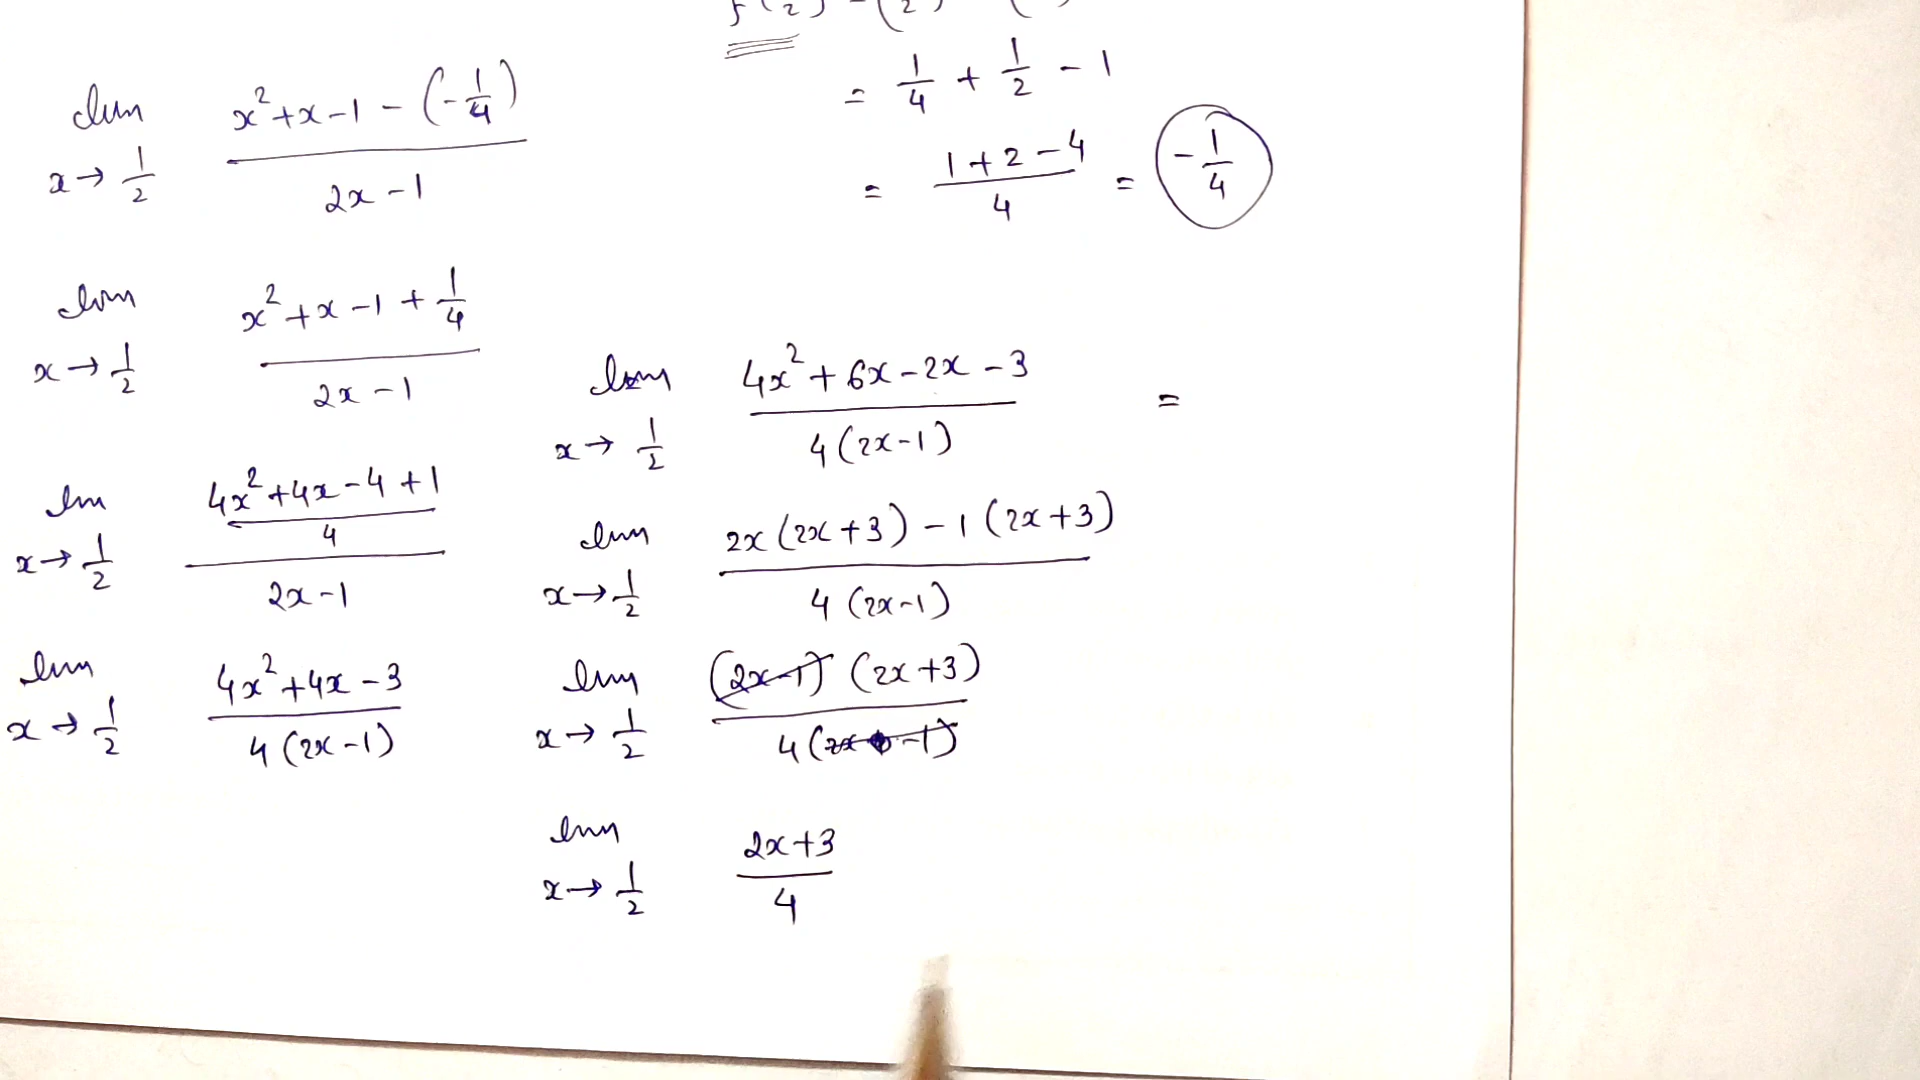 f(1/2) = (1/2)
= 1/4 + 1/2 - 1
= (1+2-4)/4 = -1/4
lim x→1/2 (x²+x-1-(-1/4))/(2x-1)
lim x→1/2 (x²+x-1+1/4)/(2x-1)
lim x→1/2 ((4x²+4x-4+1)/4)/(2x-1)
lim x→1/2 (4x²+4x-3)/(4(2x-1))
lim x→1/2 (4x²+6x-2x-3)/(4(2x-1)) =
lim x→1/2 (2x(2x+3)-1(2x+3))/(4(2x-1))
lim x→1/2 ((2x-1)(2x+3))/(4(2x-1))
lim x→1/2 (2x+3)/4